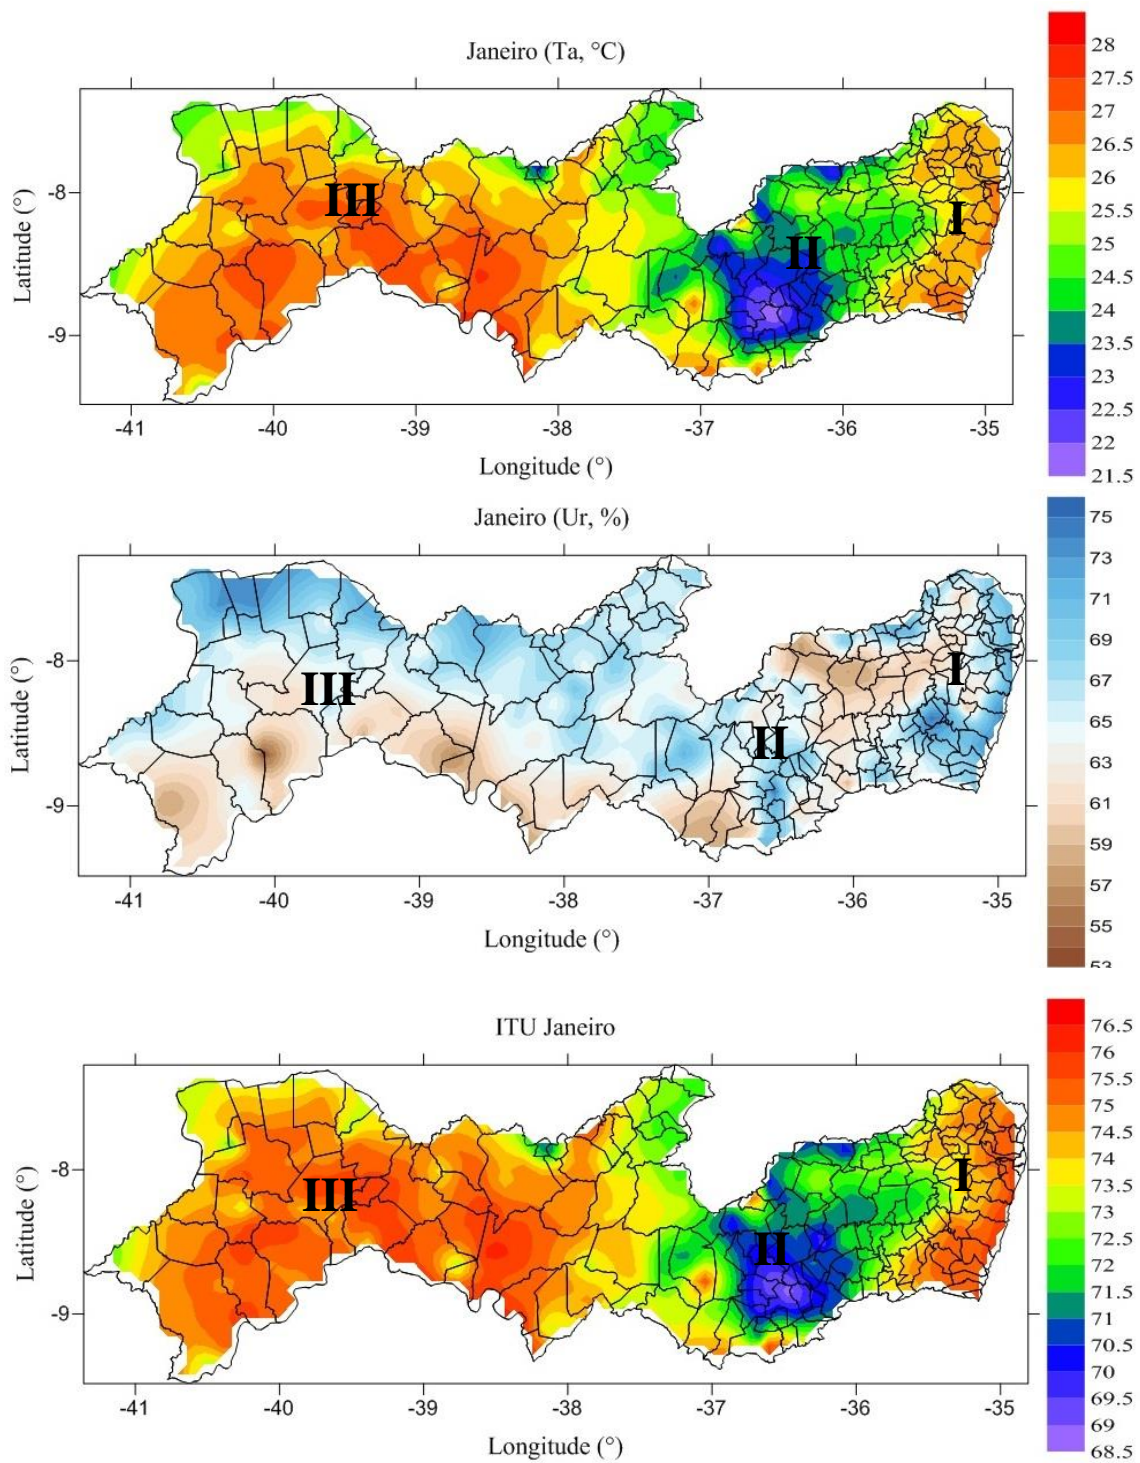 Janeiro (Ta, °C)
28
27.5
27
26.5
26
25.5
25
24.5
24
23.5
23
22.5
22
21.5
Latitude (°)
-8
-9
III
II
I
-41 -40 -39 -38 -37 -36 -35
Longitude (°)
Janeiro (Ur, %)
75
73
71
69
67
65
63
61
59
57
55
53
Latitude (°)
-8
-9
III
II
I
-41 -40 -39 -38 -37 -36 -35
Longitude (°)
ITU Janeiro
76.5
76
75.5
75
74.5
74
73.5
73
72.5
72
71.5
71
70.5
70
69.5
69
68.5
Latitude (°)
-8
-9
III
II
I
-41 -40 -39 -38 -37 -36 -35
Longitude (°)